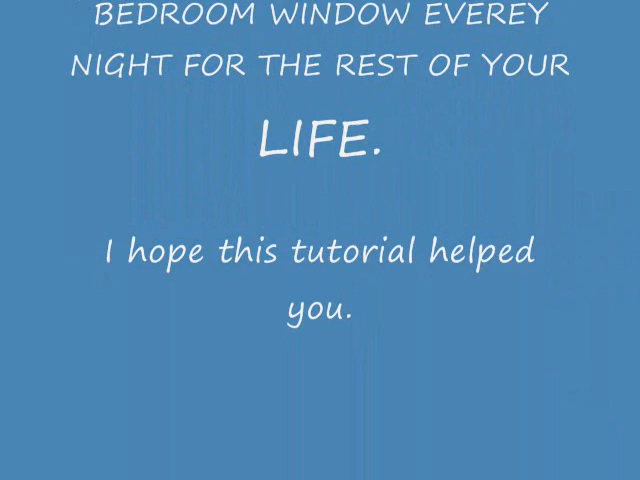 BEDROOM WINDOW EVEREY
NIGHT FOR THE REST OF YOUR
LIFE.
I hope this tutorial helped
you.